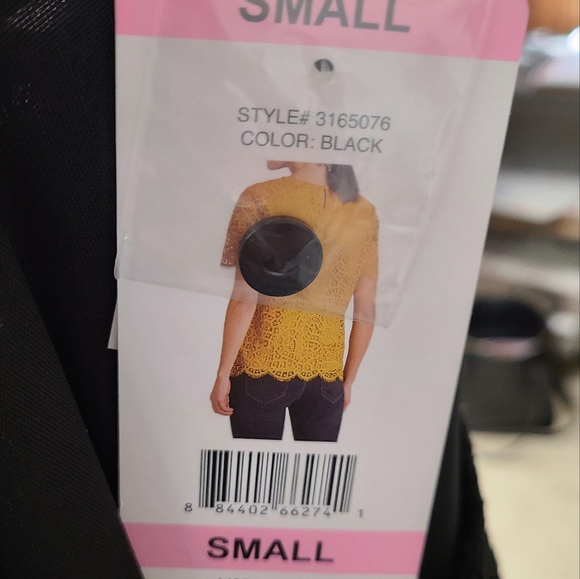 SMALL
STYLE# 3165076
COLOR: BLACK
8 84402 66274 1
SMALL